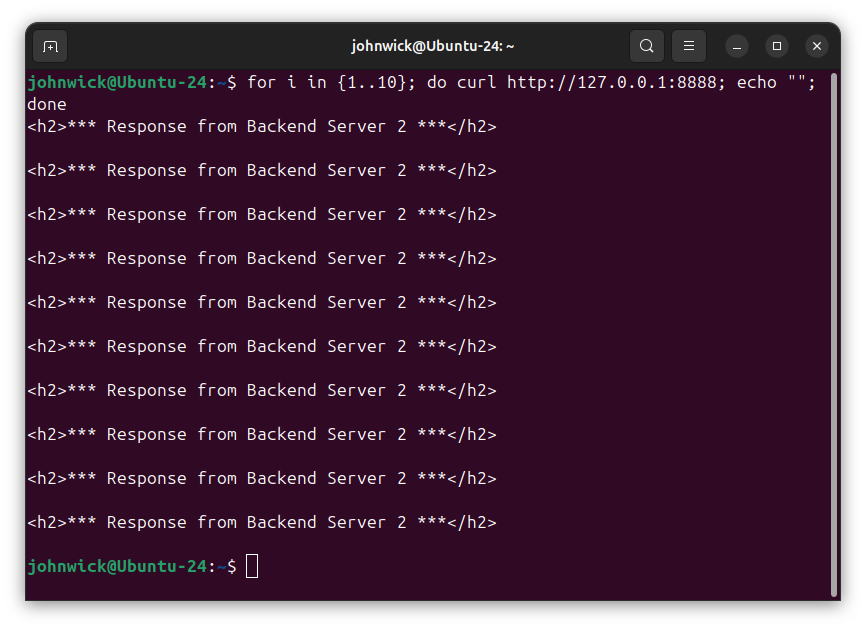 johnwick@Ubuntu-24: ~
johnwick@Ubuntu-24:~$ for i in {1..10}; do curl http://127.0.0.1:8888; echo "";
done
<h2>*** Response from Backend Server 2 ***</h2>
<h2>*** Response from Backend Server 2 ***</h2>
<h2>*** Response from Backend Server 2 ***</h2>
<h2>*** Response from Backend Server 2 ***</h2>
<h2>*** Response from Backend Server 2 ***</h2>
<h2>*** Response from Backend Server 2 ***</h2>
<h2>*** Response from Backend Server 2 ***</h2>
<h2>*** Response from Backend Server 2 ***</h2>
<h2>*** Response from Backend Server 2 ***</h2>
<h2>*** Response from Backend Server 2 ***</h2>
johnwick@Ubuntu-24:~$